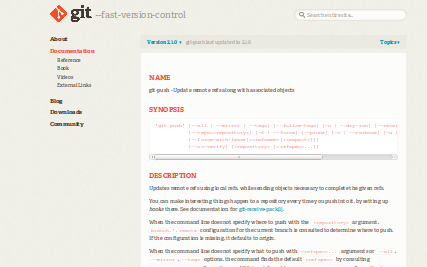 git --fast-version-control
Search entire site...
About
Documentation
Reference
Book
Videos
External Links
Blog
Downloads
Community
Version 2.1.0 git-push last updated in 2.1.0
Topics
NAME
git-push - Update remote refs along with associated objects
SYNOPSIS
'git push' [--all | --mirror | --tags] [--follow-tags] [-n | --dry-run]
[--repo=<repository>] [-f | --force] [--prune] [-v | --verbose] [-u |
[--force-with-lease[=<refname>[:<expect>]]]
[--no-verify] [<repository> [<refspec>...]]
DESCRIPTION
Updates remote refs using local refs, while sending objects necessary to complete the given refs.
You can make interesting things happen to a repository every time you push into it, by setting up
hooks there. See documentation for git-receive-pack[1].
When the command line does not specify where to push with the <repository> argument,
branch.*.remote configuration for the current branch is consulted to determine where to push.
If the configuration is missing, it defaults to origin.
When the command line does not specify what to push with <refspec>... arguments or --all,
--mirror, --tags options, the command finds the default <refspec> by consulting